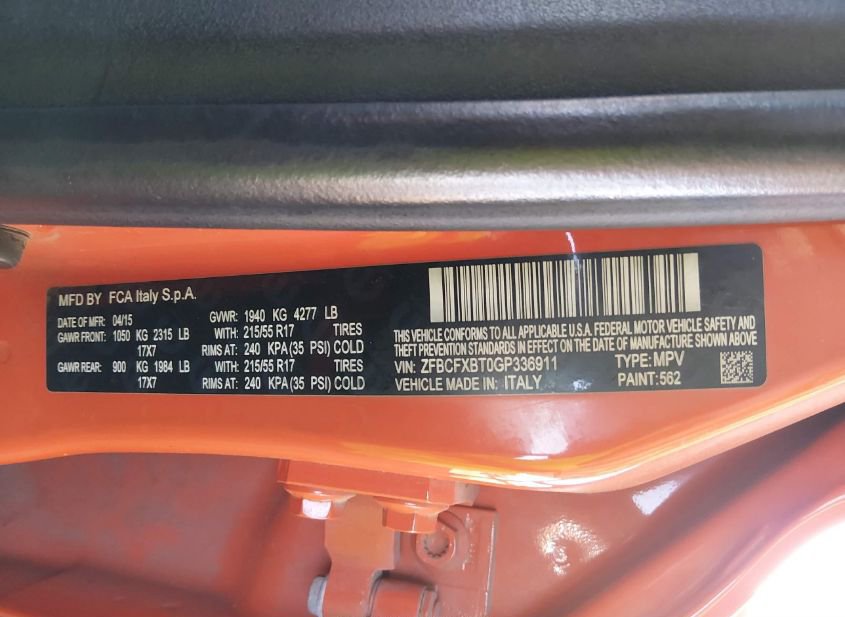 MFD BY FCA Italy S.p.A.
DATE OF MFR: 04/15 GVWR: 1940 KG 4277 LB
GAWR FRONT: 1050 KG 2315 LB WITH: 215/55 R17 TIRES
17X7 RIMS AT: 240 KPA(35 PSI) COLD
GAWR REAR: 900 KG 1984 LB WITH: 215/55 R17 TIRES
17X7 RIMS AT: 240 KPA(35 PSI) COLD
THIS VEHICLE CONFORMS TO ALL APPLICABLE U.S.A. FEDERAL MOTOR VEHICLE SAFETY AND
THEFT PREVENTION STANDARDS IN EFFECT ON THE DATE OF MANUFACTURE SHOWN ABOVE
VIN: ZFBCFXBT0GP336911 TYPE: MPV
VEHICLE MADE IN: ITALY PAINT: 562